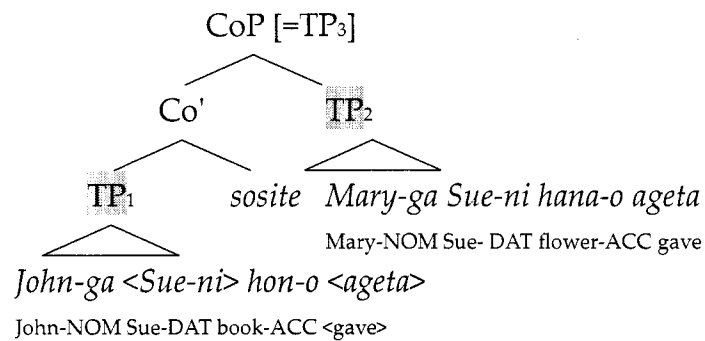 CoP [=TP₃]
Co' TP₂
TP₁ sosite Mary-ga Sue-ni hana-o ageta
Mary-NOM Sue- DAT flower-ACC gave
John-ga <Sue-ni> hon-o <ageta>
John-NOM Sue-DAT book-ACC <gave>